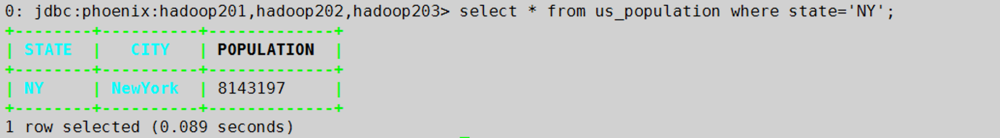 0: jdbc:phoenix:hadoop201,hadoop202,hadoop203> select * from us_population where state='NY';
+--------+----------+-------------+
| STATE  |   CITY   | POPULATION  |
+--------+----------+-------------+
| NY     | NewYork  | 8143197     |
+--------+----------+-------------+
1 row selected (0.089 seconds)